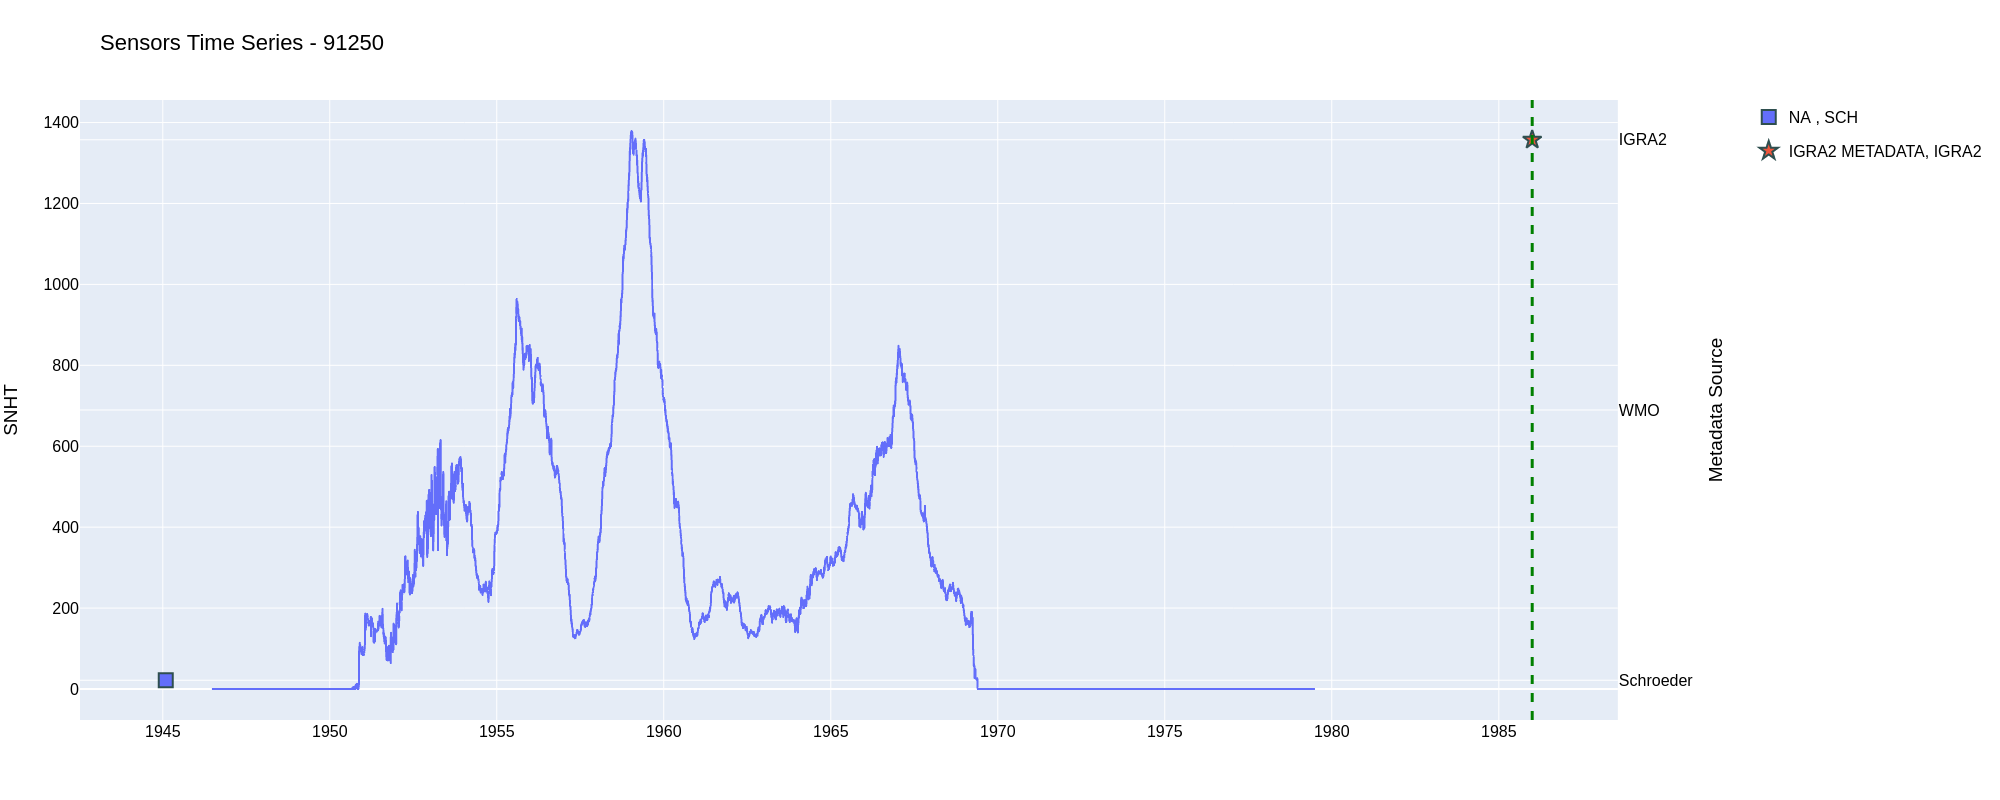 Sensors Time Series - 91250
NA , SCH
IGRA2 METADATA, IGRA2
SNHT
1400
1200
1000
800
600
400
200
0
1945
1950
1955
1960
1965
1970
1975
1980
1985
IGRA2
WMO
Schroeder
Metadata Source